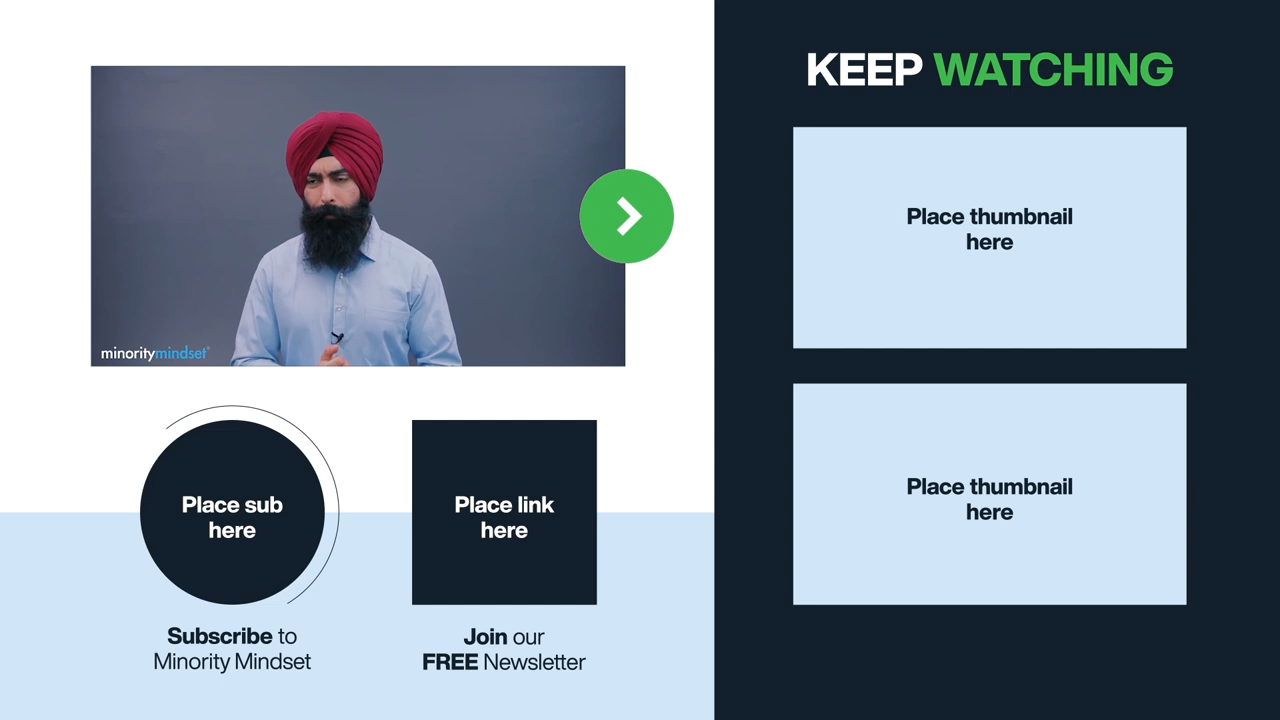 minoritymindset
Place sub
here
Subscribe to
Minority Mindset
Place link
here
Join our
FREE Newsletter
KEEP WATCHING
Place thumbnail
here
Place thumbnail
here